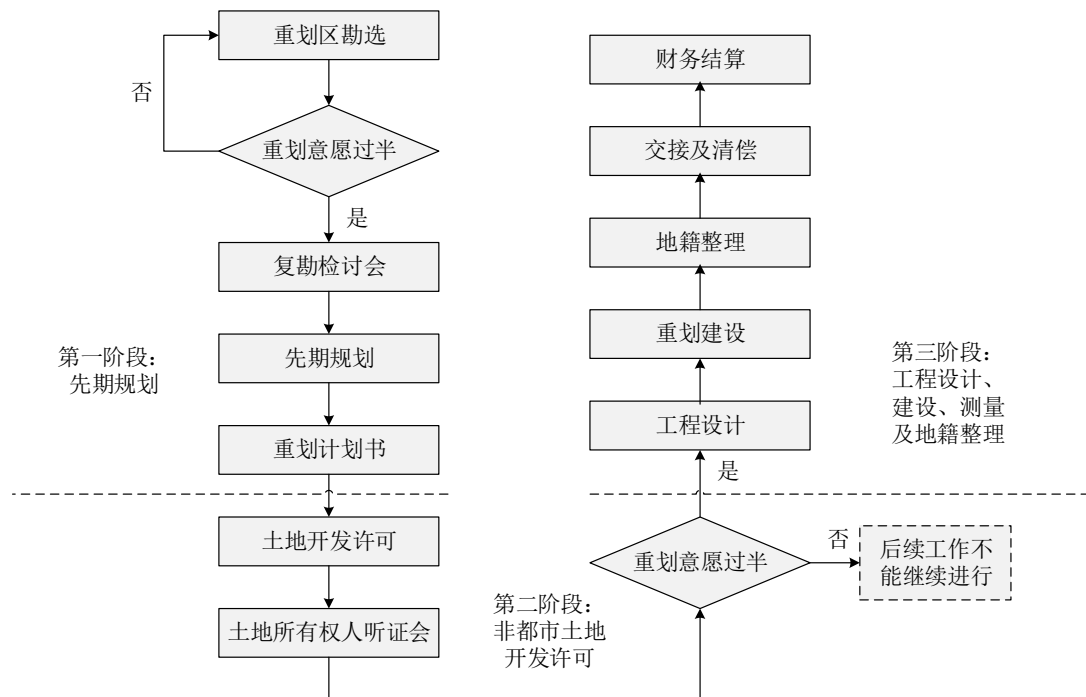 重划区勘选
否
重划意愿过半
是
复勘检讨会
先期规划
重划计划书
第一阶段：
先期规划
土地开发许可
土地所有权人听证会
第二阶段：
非都市土地
开发许可
重划意愿过半
否
后续工作不
能继续进行
是
工程设计
重划建设
地籍整理
交接及清偿
财务结算
第三阶段：
工程设计、
建设、测量
及地籍整理